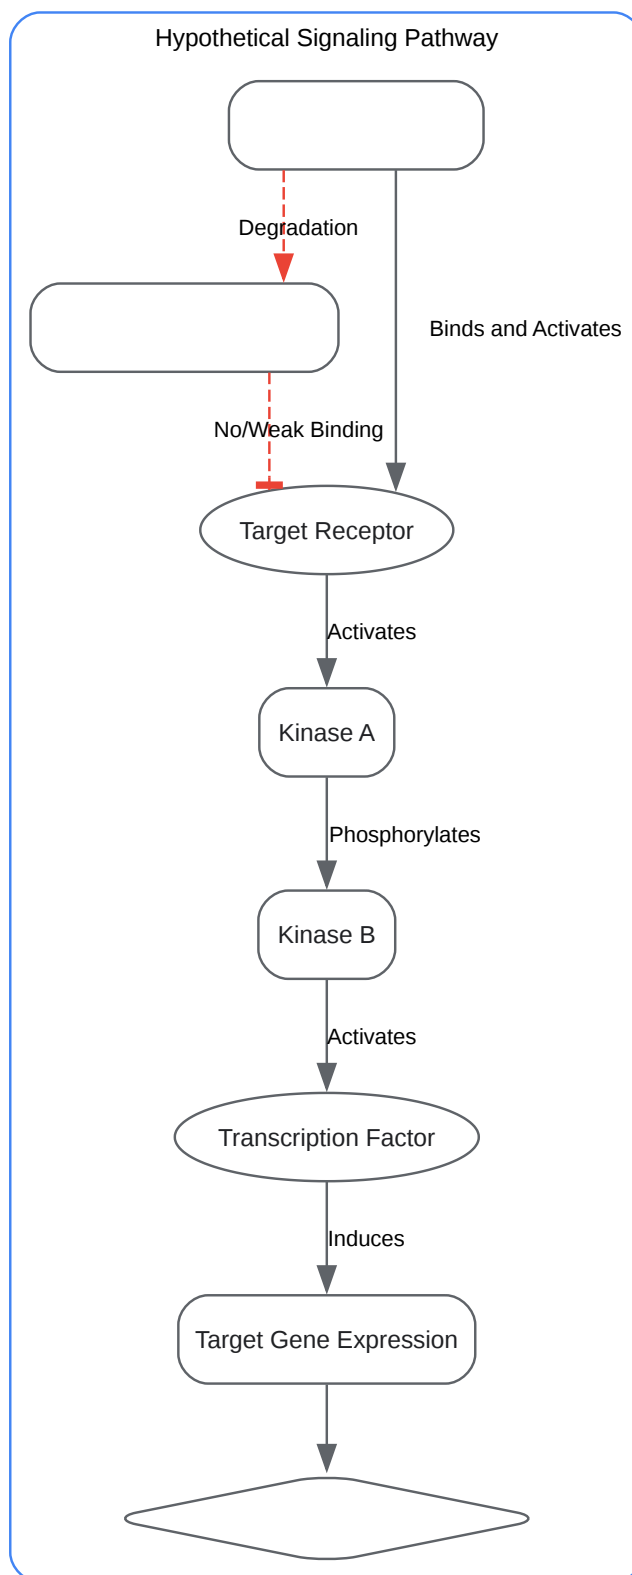 Hypothetical Signaling Pathway
Degradation
Binds and Activates
No/Weak Binding
Target Receptor
Activates
Kinase A
Phosphorylates
Kinase B
Activates
Transcription Factor
Induces
Target Gene Expression